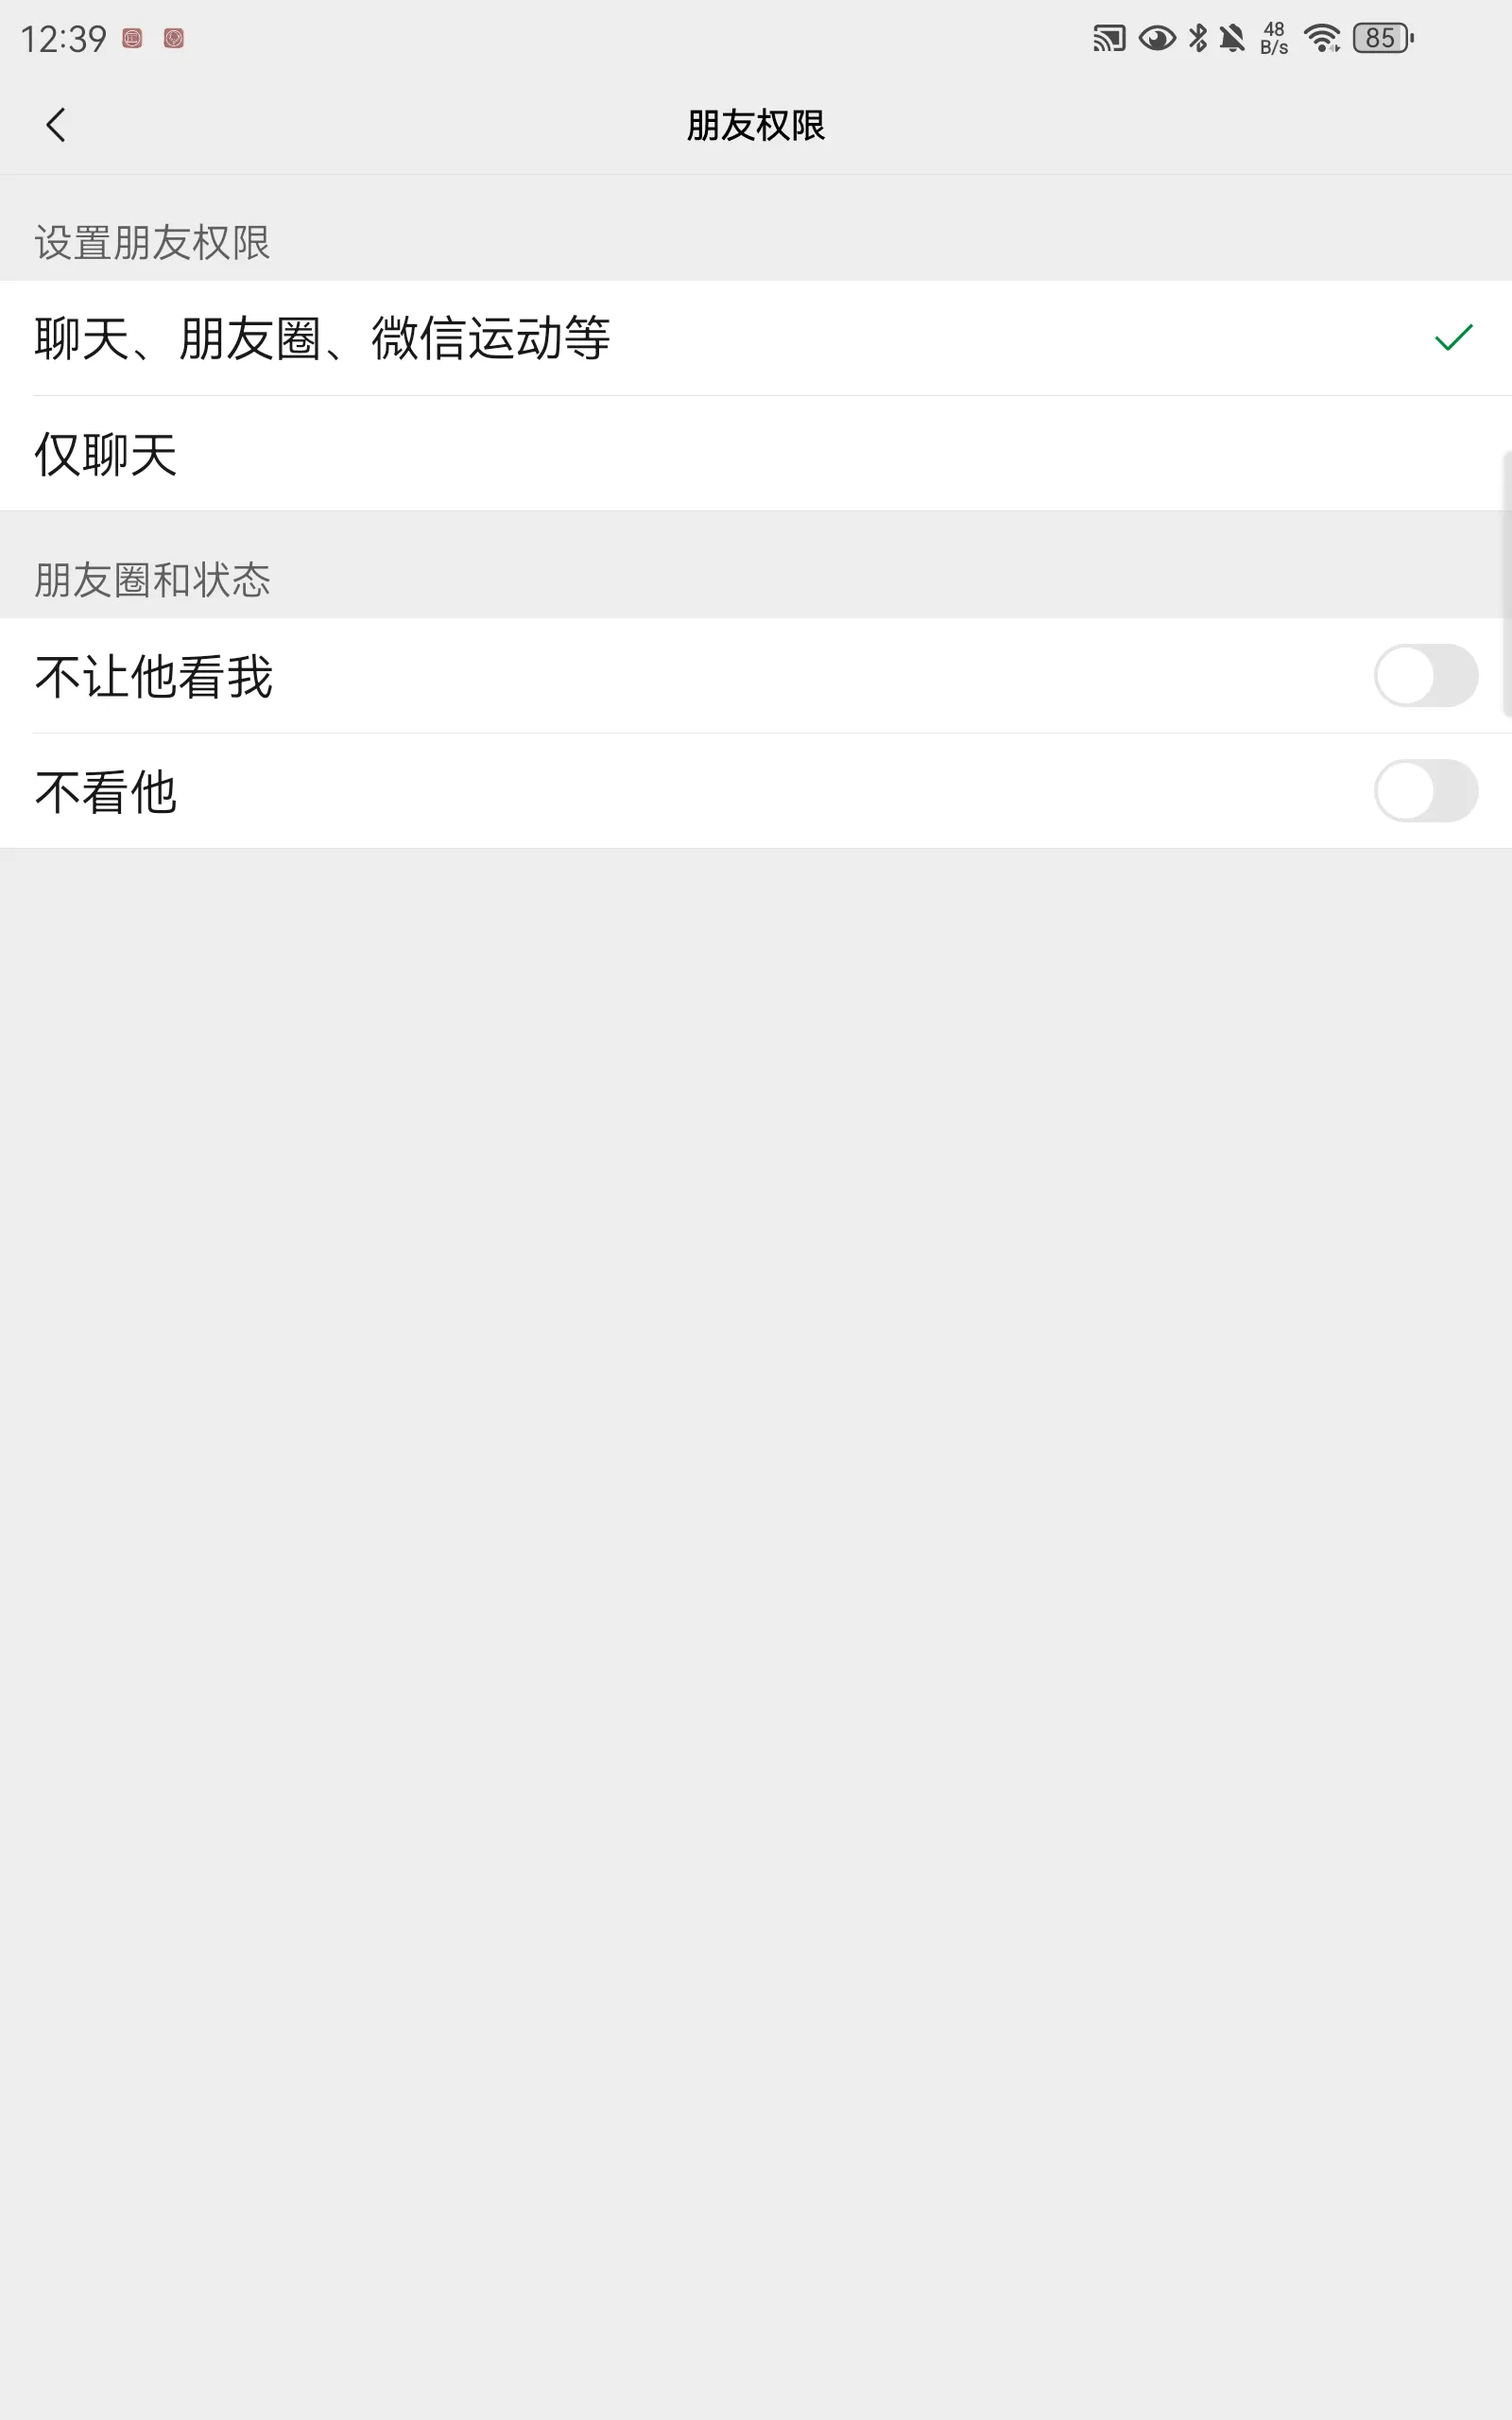 12:39
48
B/s
85
朋友权限
设置朋友权限
聊天、朋友圈、微信运动等
仅聊天
朋友圈和状态
不让他看我
不看他